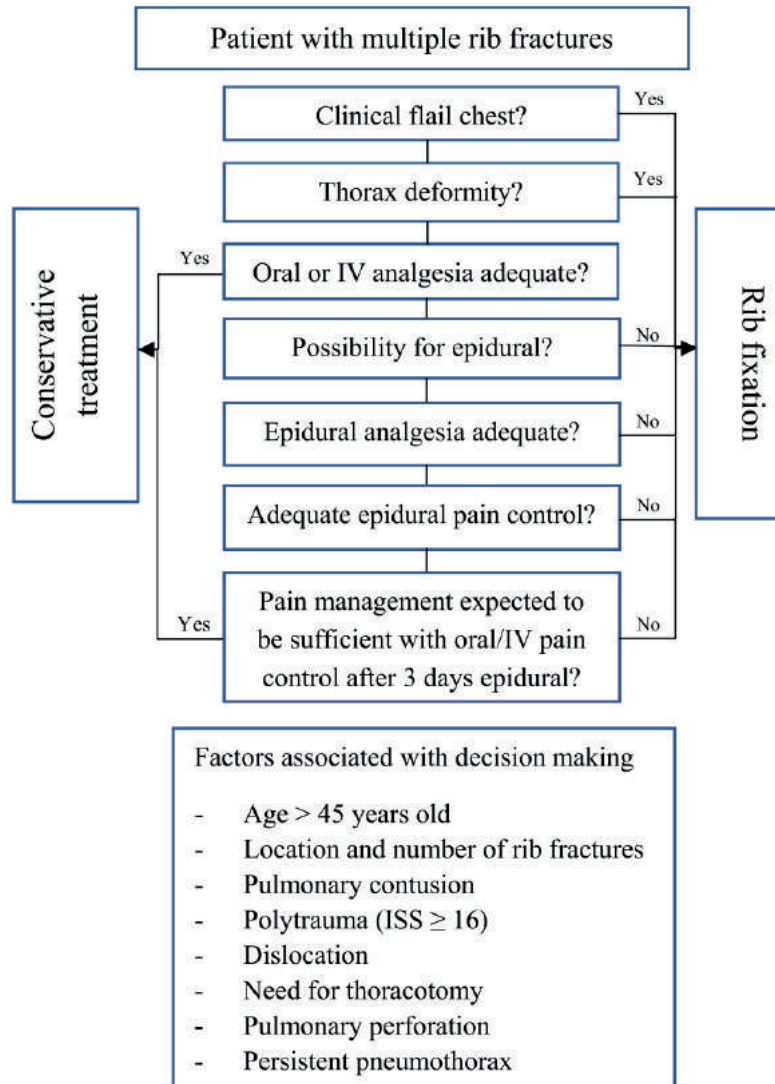 Patient with multiple rib fractures
Clinical flail chest?
Yes
Thorax deformity?
Yes
Conservative
treatment
Yes
Oral or IV analgesia adequate?
Rib fixation
Possibility for epidural?
No
Epidural analgesia adequate?
No
Adequate epidural pain control?
No
Yes
Pain management expected to
be sufficient with oral/IV pain
control after 3 days epidural?
No
Factors associated with decision making
- Age > 45 years old
- Location and number of rib fractures
- Pulmonary contusion
- Polytrauma (ISS ≥ 16)
- Dislocation
- Need for thoracotomy
- Pulmonary perforation
- Persistent pneumothorax